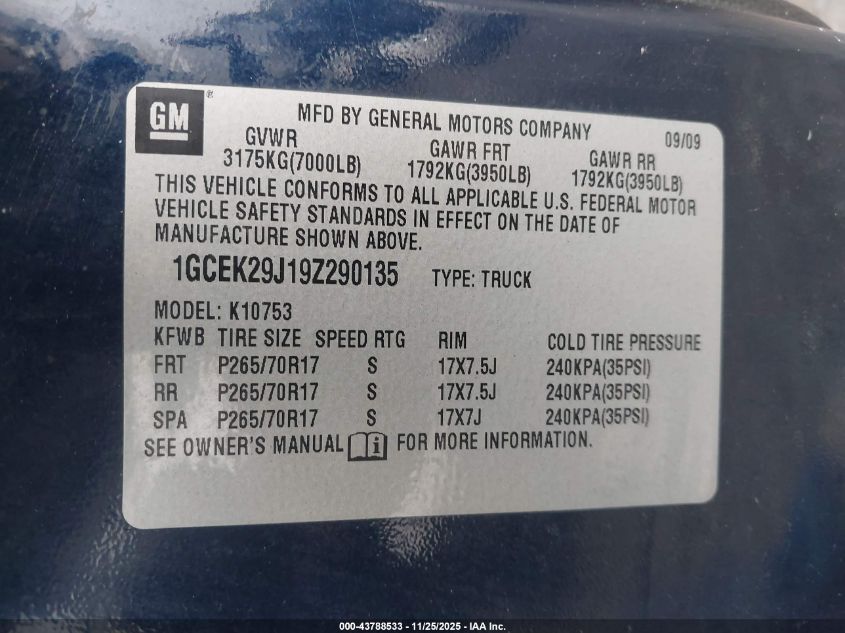 GM ®
MFD BY GENERAL MOTORS COMPANY 09/09
GVWR GAWR FRT GAWR RR
3175KG(7000LB) 1792KG(3950LB) 1792KG(3950LB)
THIS VEHICLE CONFORMS TO ALL APPLICABLE U.S. FEDERAL MOTOR
VEHICLE SAFETY STANDARDS IN EFFECT ON THE DATE OF
MANUFACTURE SHOWN ABOVE.
1GCEK29J19Z290135 TYPE: TRUCK
MODEL: K10753
KFWB TIRE SIZE SPEED RTG RIM COLD TIRE PRESSURE
FRT P265/70R17 S 17X7.5J 240KPA(35PSI)
RR P265/70R17 S 17X7.5J 240KPA(35PSI)
SPA P265/70R17 S 17X7J 240KPA(35PSI)
SEE OWNER'S MANUAL i FOR MORE INFORMATION.
000-43788533 - 11/25/2025 - IAA Inc.